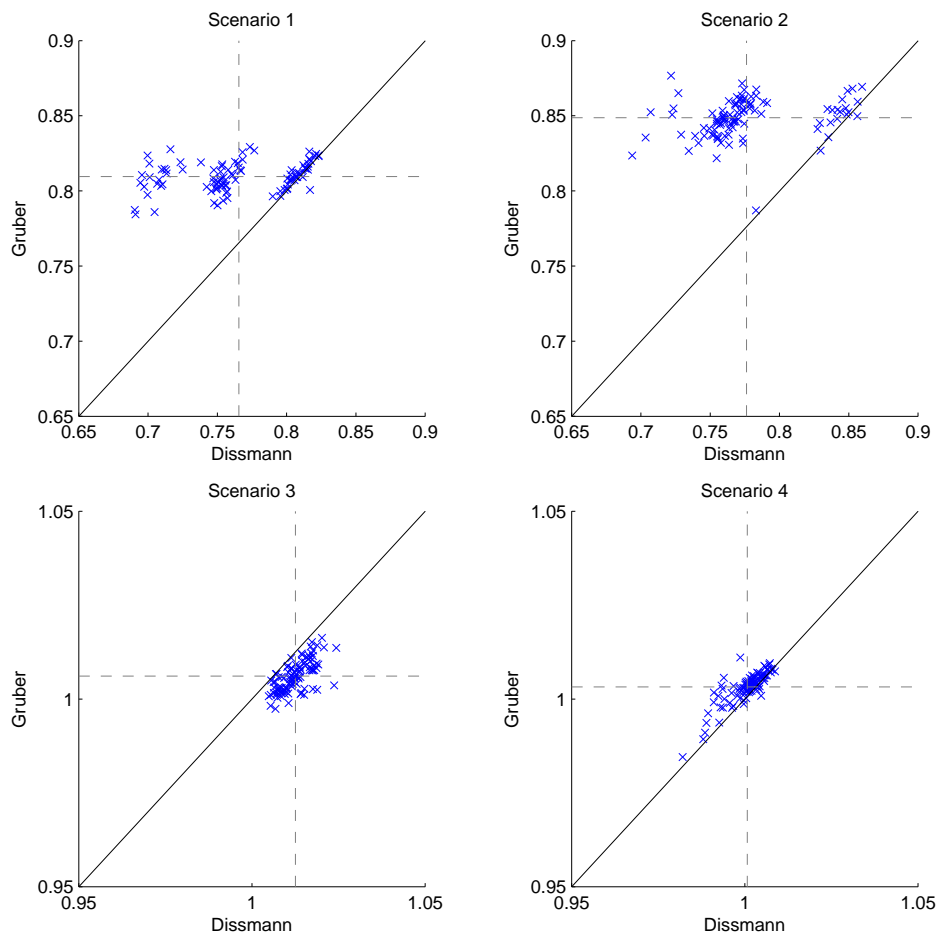 Scenario 1
0.9
0.85
0.8
0.75
0.7
0.65
Gruber
0.65 0.7 0.75 0.8 0.85 0.9
Dissmann
Scenario 2
0.9
0.85
0.8
0.75
0.7
0.65
Gruber
0.65 0.7 0.75 0.8 0.85 0.9
Dissmann
Scenario 3
1.05
1
0.95
Gruber
0.95 1 1.05
Dissmann
Scenario 4
1.05
1
0.95
Gruber
0.95 1 1.05
Dissmann